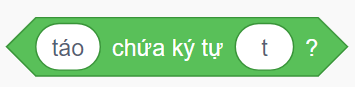 táo chứa ký tự t ?